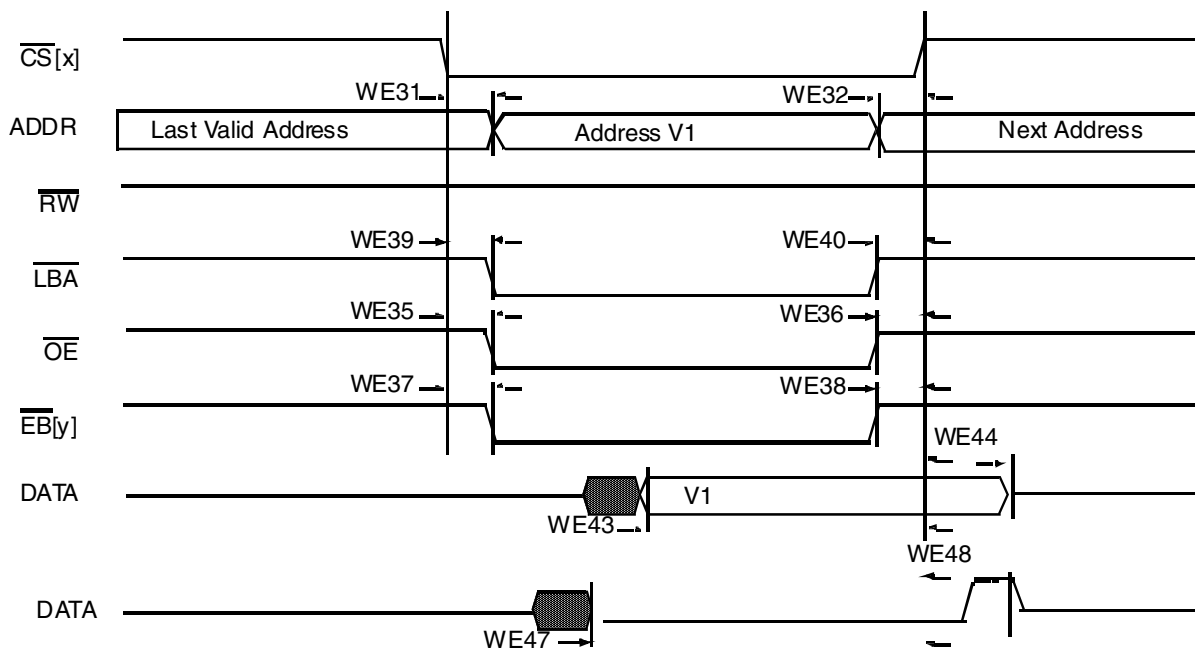 CS[x]
WE31
WE32
ADDR
Last Valid Address
Address V1
Next Address
RW
WE39
WE40
LBA
WE35
WE36
OE
WE37
WE38
EB[y]
WE44
DATA
V1
WE43
WE48
DATA
WE47